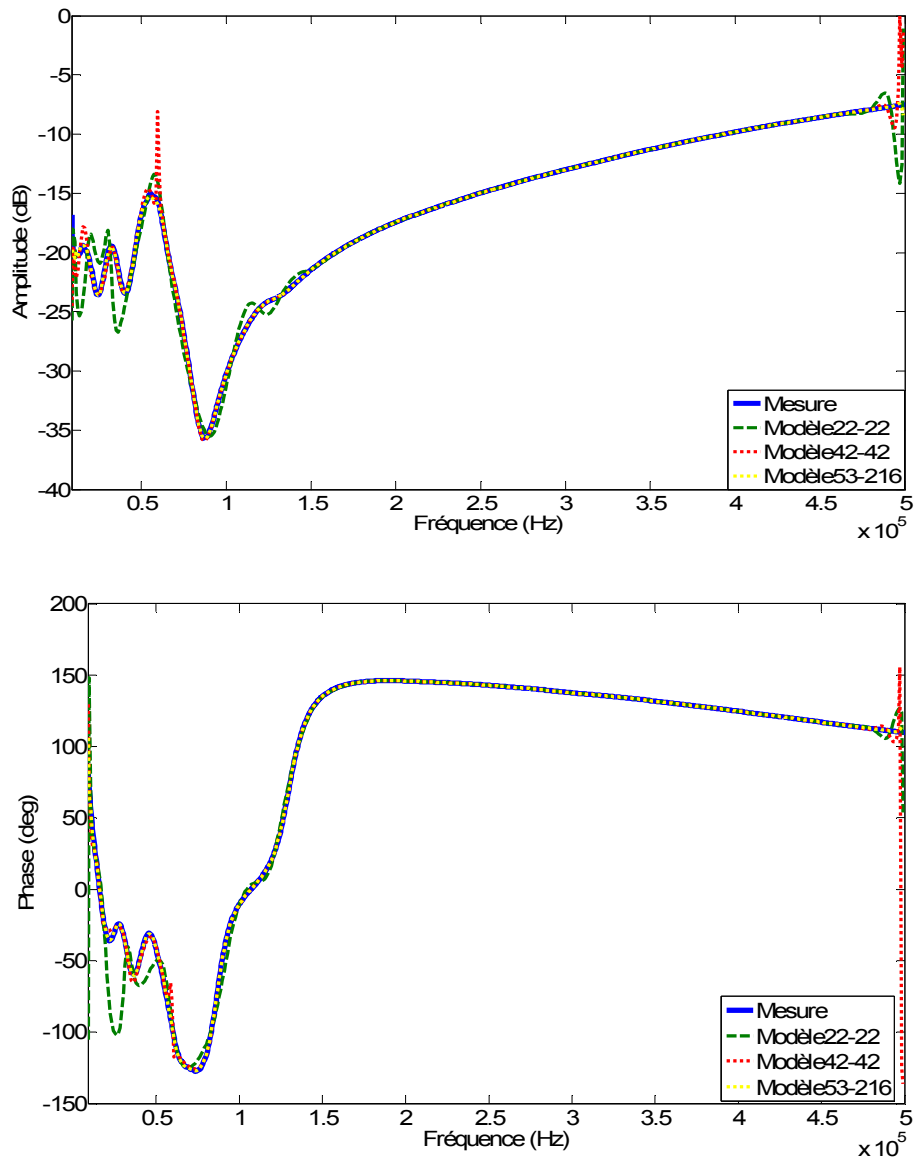 0
-5
-10
-15
-20
-25
-30
-35
-40
Amplitude (dB)
Mesure
Modèle22-22
Modèle42-42
Modèle53-216
0.5 1 1.5 2 2.5 3 3.5 4 4.5 5
Fréquence (Hz)
x 10^5
200
150
100
50
0
-50
-100
-150
Phase (deg)
Mesure
Modèle22-22
Modèle42-42
Modèle53-216
0.5 1 1.5 2 2.5 3 3.5 4 4.5 5
Fréquence (Hz)
x 10^5